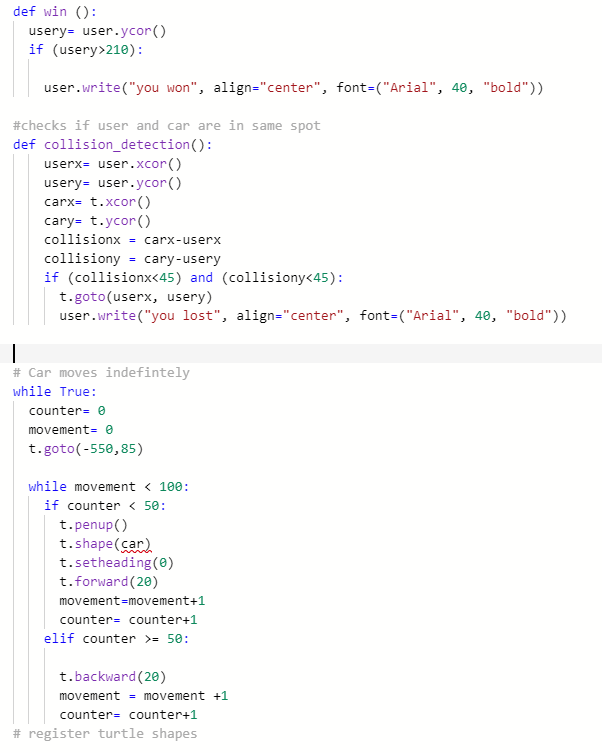 def win ():
usery= user.ycor()
if (usery>210):
user.write("you won", align="center", font=("Arial", 40, "bold"))
#checks if user and car are in same spot
def collision_detection():
userx= user.xcor()
usery= user.ycor()
carx= t.xcor()
cary= t.ycor()
collisionx = carx-userx
collisiony = cary-usery
if (collisionx<45) and (collisiony<45):
t.goto(userx, usery)
user.write("you lost", align="center", font=("Arial", 40, "bold"))
# Car moves indefintely
while True:
counter= 0
movement= 0
t.goto(-550,85)
while movement < 100:
if counter < 50:
t.penup()
t.shape(car)
t.setheading(0)
t.forward(20)
movement=movement+1
counter= counter+1
elif counter >= 50:
t.backward(20)
movement = movement +1
counter= counter+1
# register turtle shapes